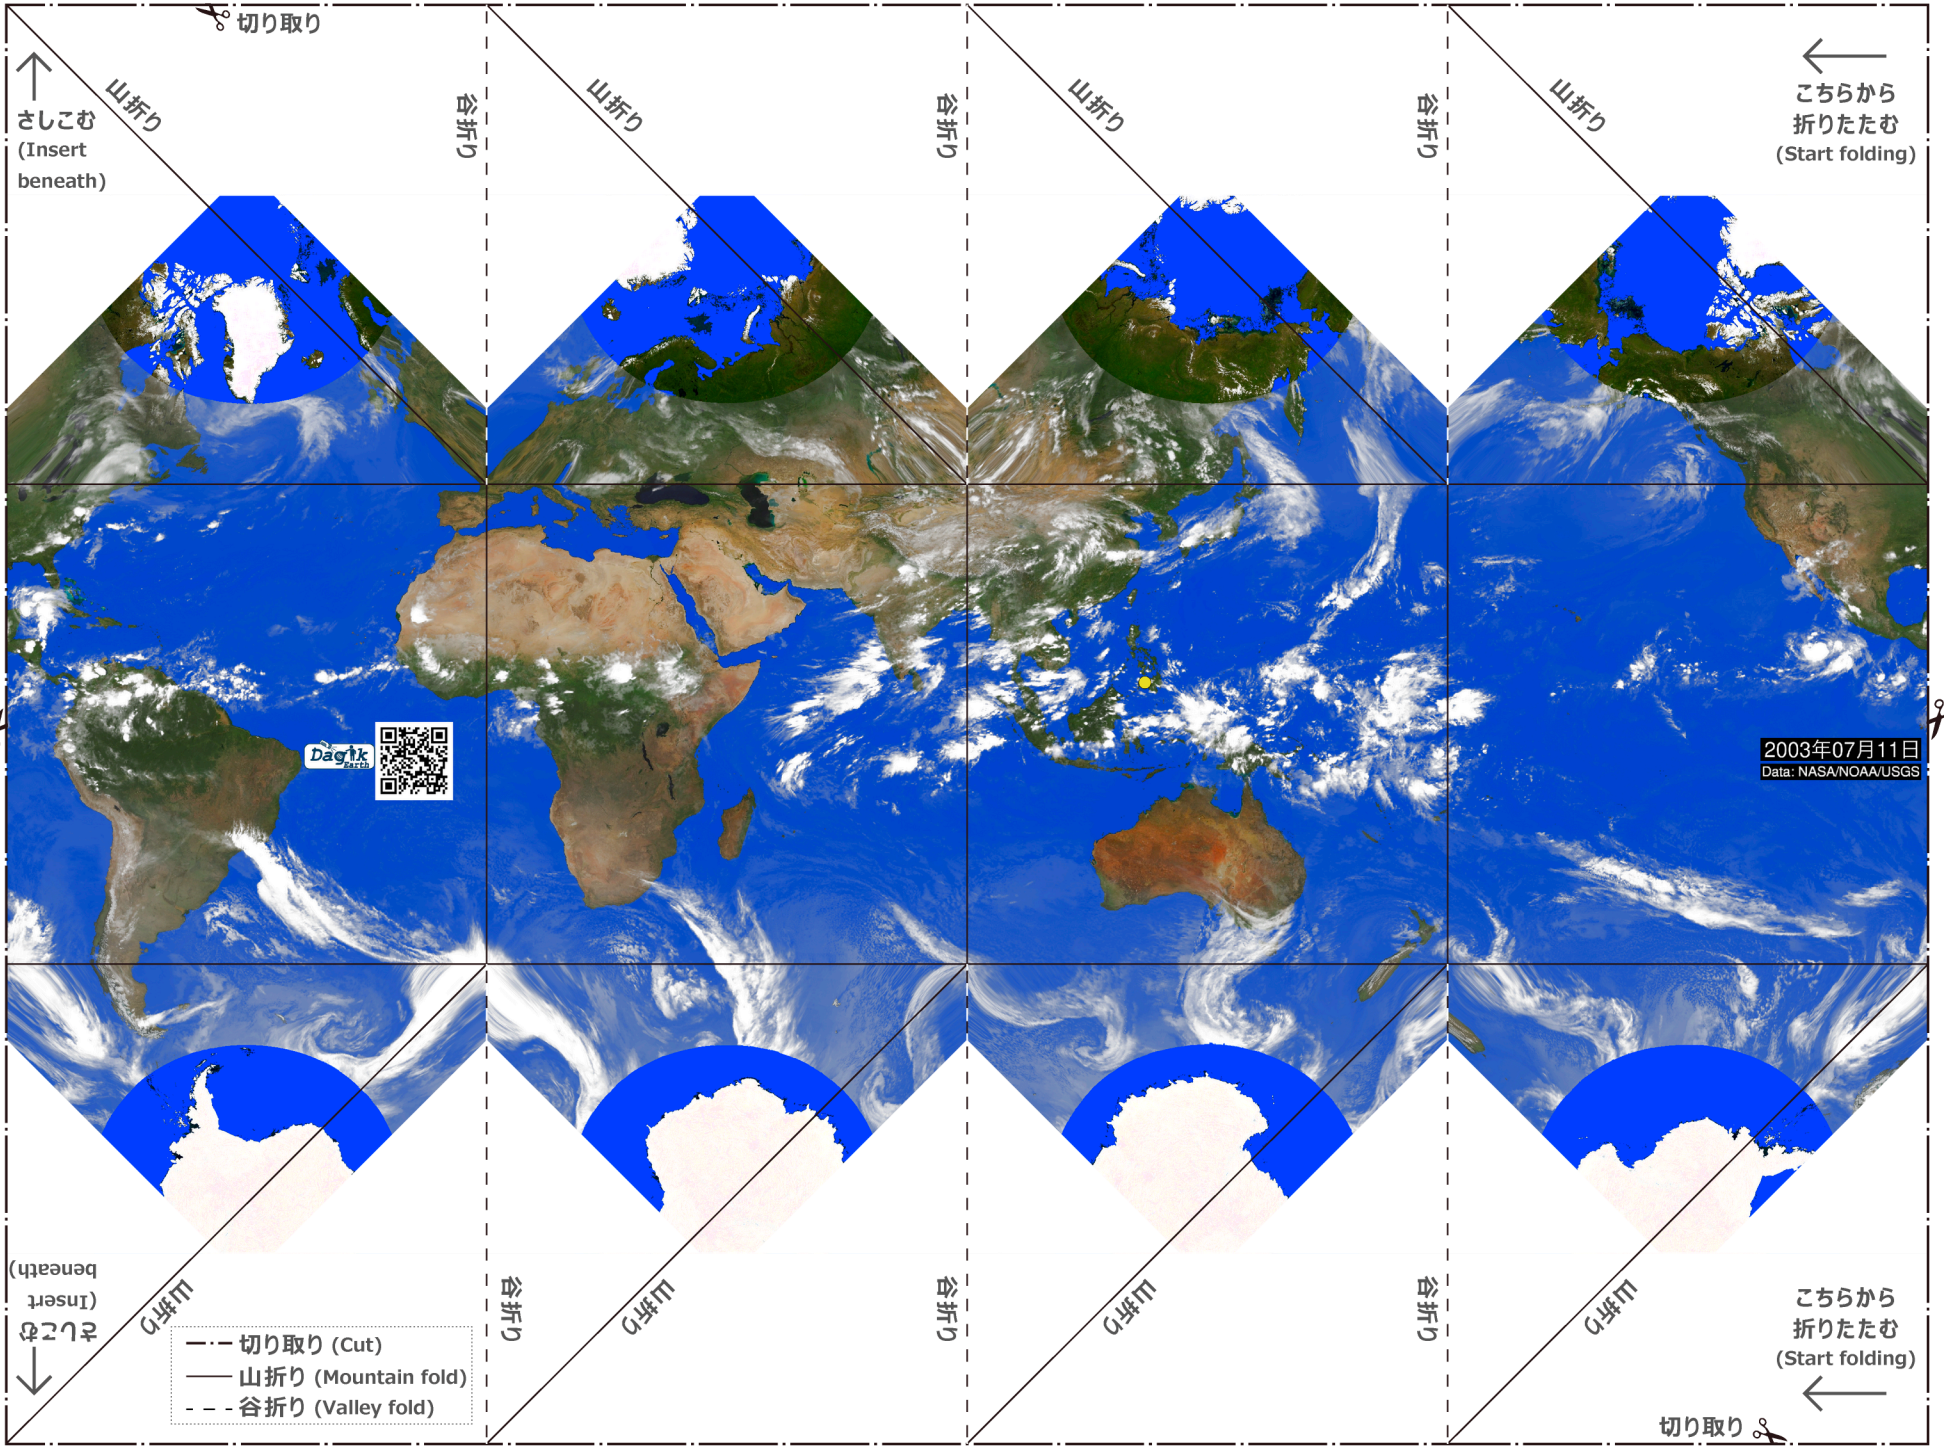 切り取り
山折り
谷折り
山折り
谷折り
山折り
谷折り
山折り
さしこむ
(Insert
beneath)
こちらから
折りたたむ
(Start folding)
Dagik
Earth
2003年07月11日
Data: NASA/NOAA/USGS
さしこむ
(Insert
beneath)
山折り
谷折り
山折り
谷折り
山折り
谷折り
山折り
切り取り (Cut)
山折り (Mountain fold)
谷折り (Valley fold)
こちらから
折りたたむ
(Start folding)
切り取り